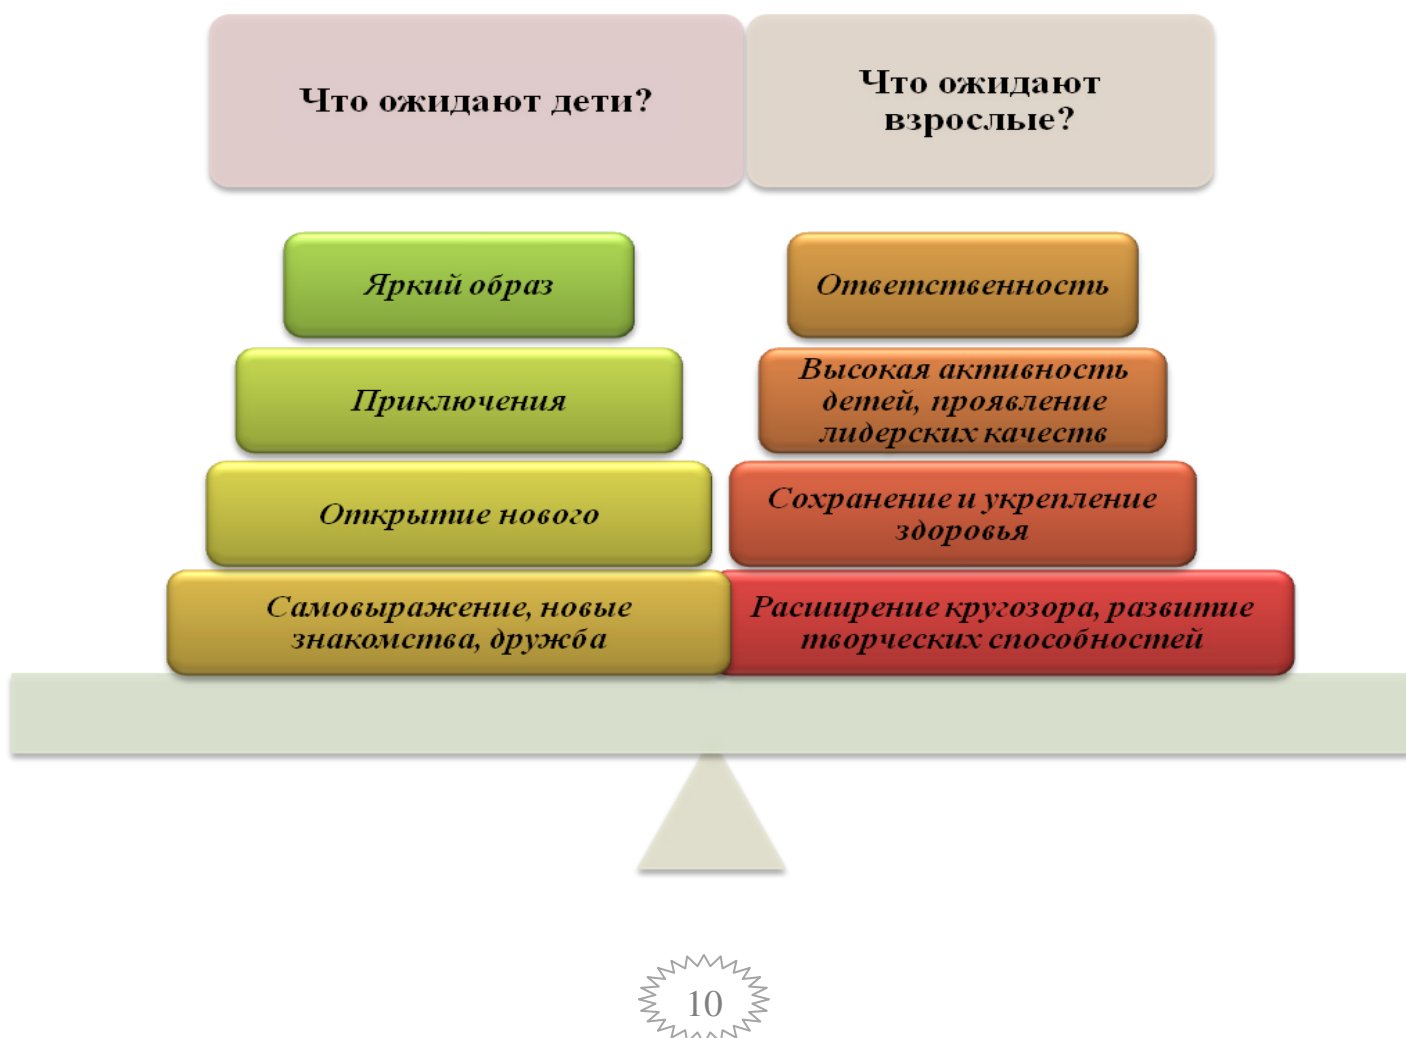 Что ожидают дети?
Что ожидают
взрослые?
Яркий образ
Приключения
Открытие нового
Самовыражение, новые
знакомства, дружба
Ответственность
Высокая активность
детей, проявление
лидерских качеств
Сохранение и укрепление
здоровья
Расширение кругозора, развитие
творческих способностей
10